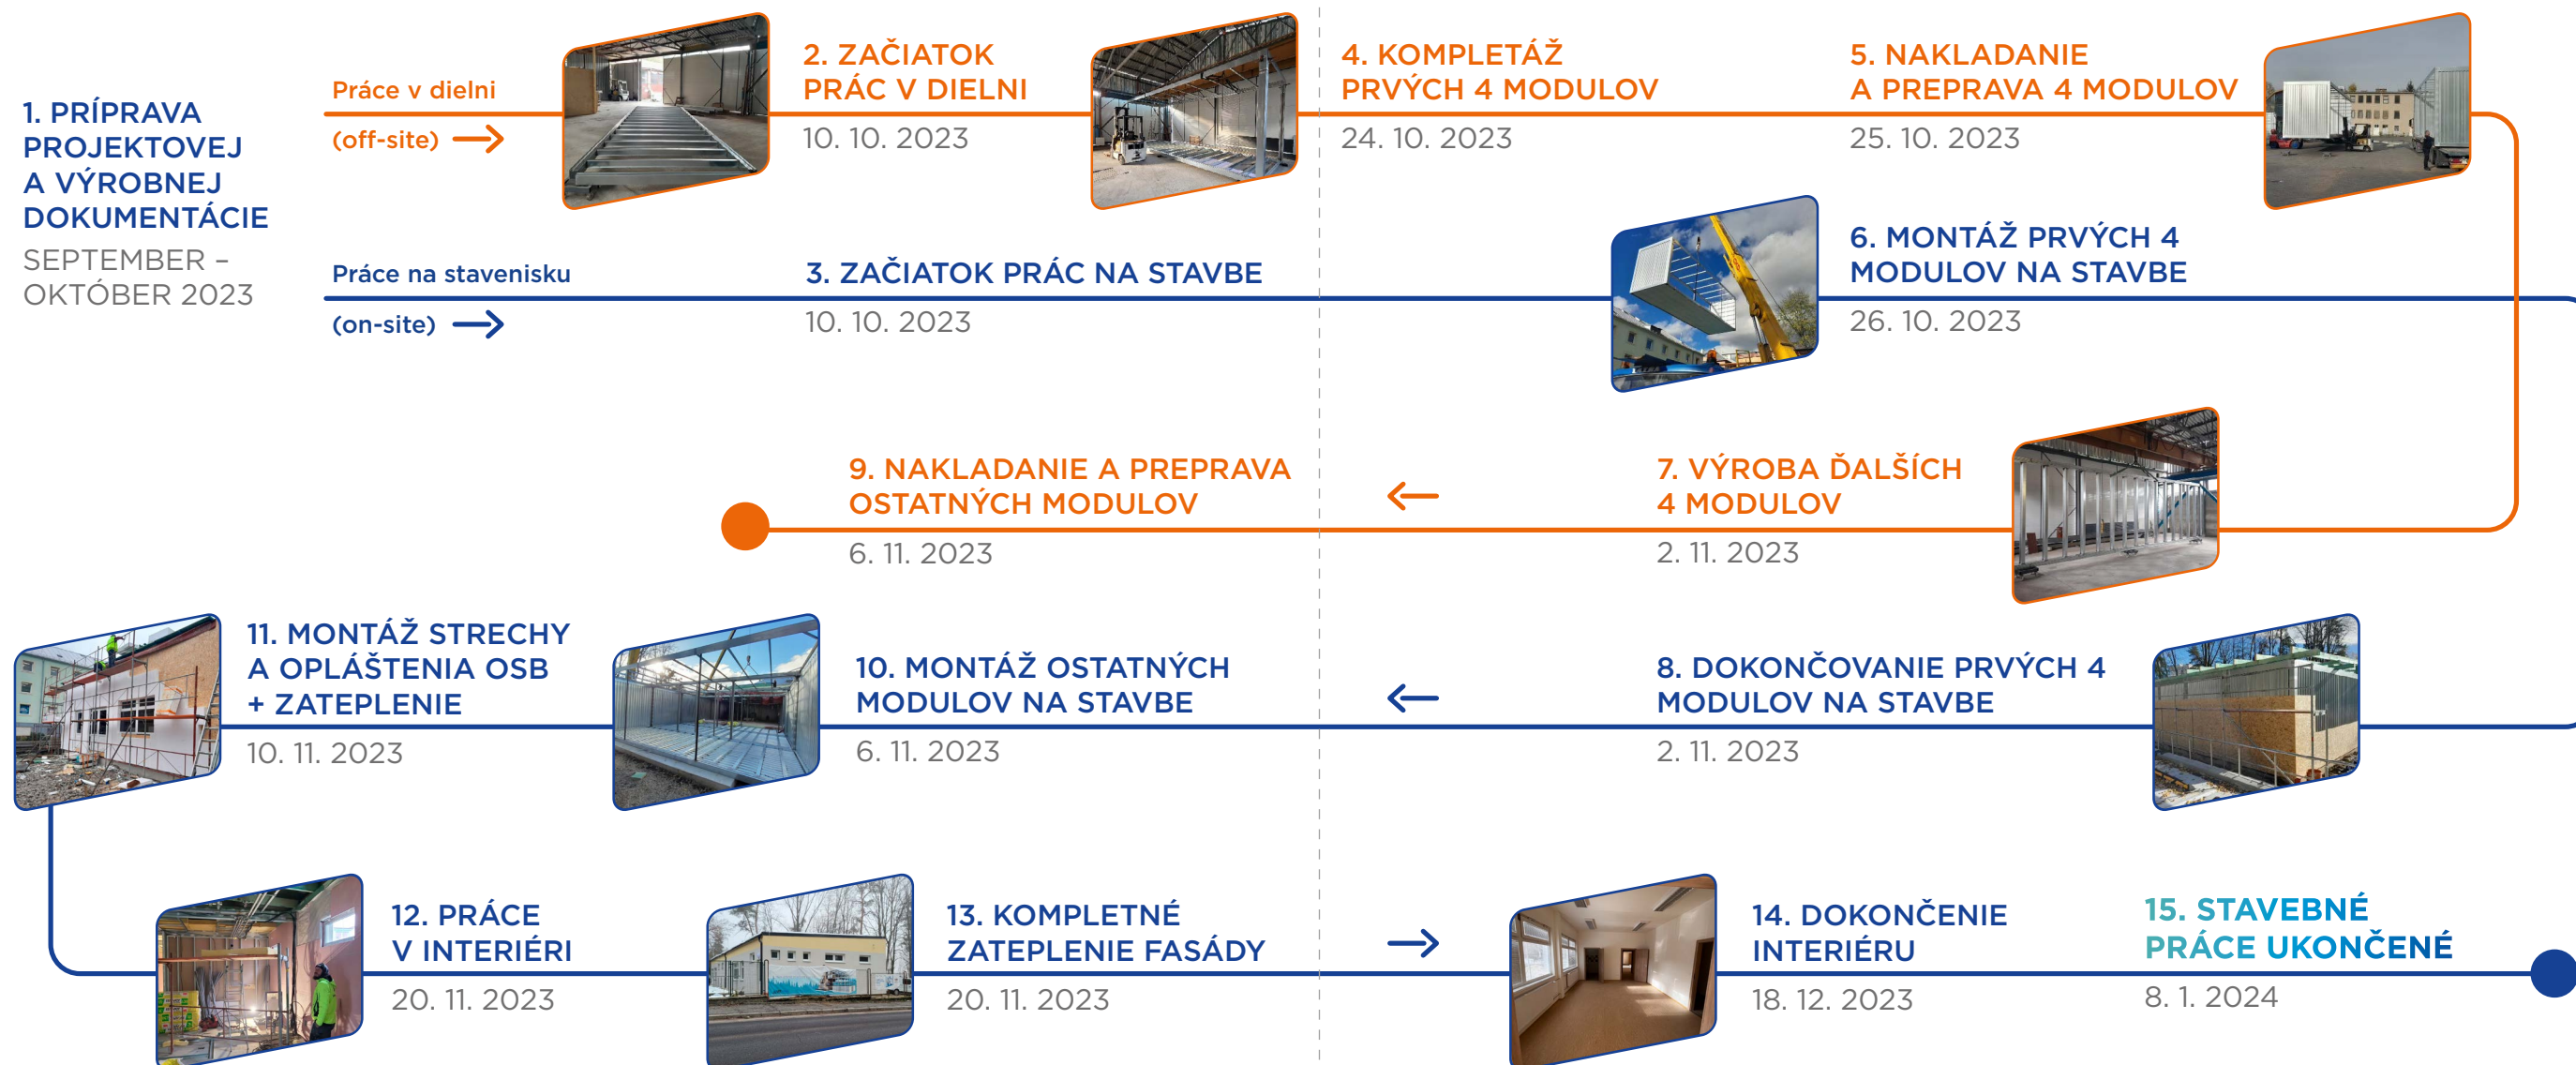 1. PRÍPRAVA
PROJEKTOVEJ
A VÝROBNEJ
DOKUMENTÁCIE
SEPTEMBER –
OKTÓBER 2023
Práce v dielni
(off-site)
2. ZAČIATOK
PRÁC V DIELNI
10. 10. 2023
4. KOMPLETÁŽ
PRVÝCH 4 MODULOV
24. 10. 2023
5. NAKLADANIE
A PREPRAVA 4 MODULOV
25. 10. 2023
Práce na stavenisku
(on-site)
3. ZAČIATOK PRÁC NA STAVBE
10. 10. 2023
6. MONTÁŽ PRVÝCH 4
MODULOV NA STAVBE
26. 10. 2023
7. VÝROBA ĎALŠÍCH
4 MODULOV
2. 11. 2023
9. NAKLADANIE A PREPRAVA
OSTATNÝCH MODULOV
6. 11. 2023
8. DOKONČOVANIE PRVÝCH 4
MODULOV NA STAVBE
2. 11. 2023
10. MONTÁŽ OSTATNÝCH
MODULOV NA STAVBE
6. 11. 2023
11. MONTÁŽ STRECHY
A OPLÁŠTENIA OSB
+ ZATEPLENIE
10. 11. 2023
12. PRÁCE
V INTERIÉRI
20. 11. 2023
13. KOMPLETNÉ
ZATEPLENIE FASÁDY
20. 11. 2023
14. DOKONČENIE
INTERIÉRU
18. 12. 2023
15. STAVEBNÉ
PRÁCE UKONČENÉ
8. 1. 2024